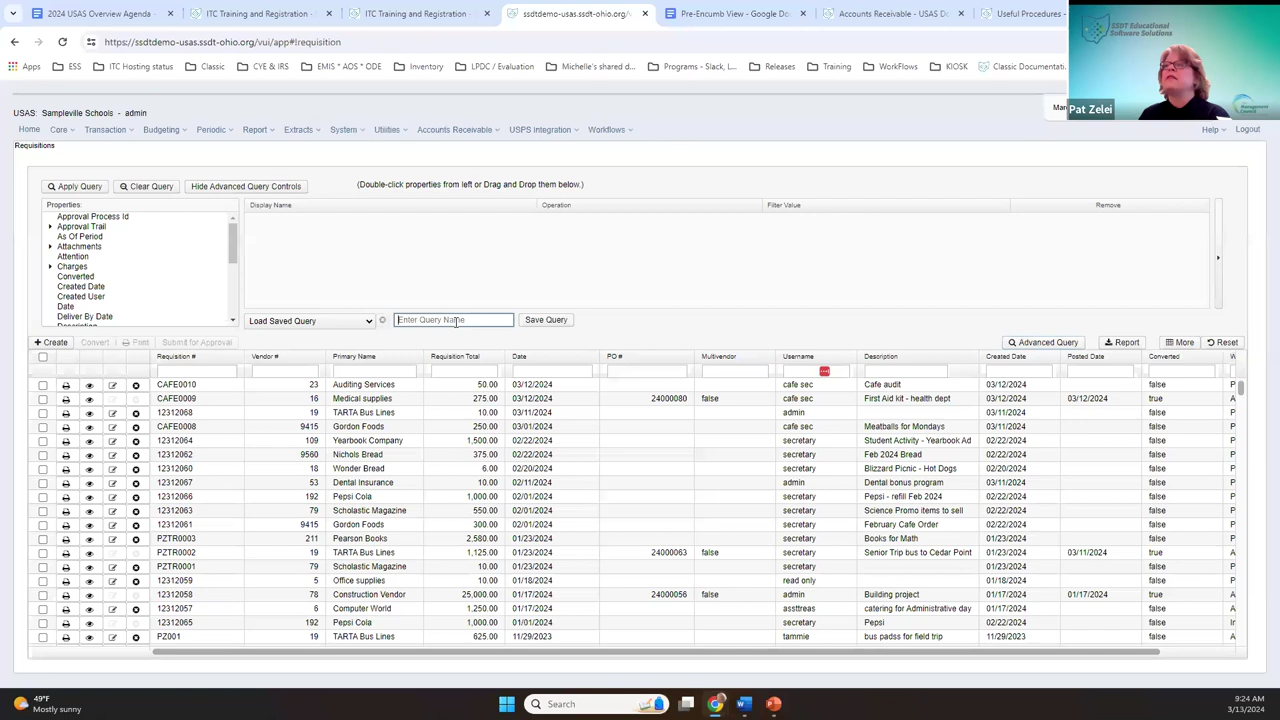 2024 USAS Overview Agenda -
ITC Training and Registration -
ITC Training and Registration
ssdtdemo-usas.ssdt-ohio.org/v
Pre-Encumb View - Google Do
Accounts Receivable - USAS D
Useful Procedures -
https://ssdtdemo-usas.ssdt-ohio.org/vui/app#!requisition
Apps
ESS
ITC Hosting status
Classic
CYE & IRS
EMIS * AOS * ODE
Inventory
LPDC / Evaluation
Michelle's shared d...
Programs - Slack, L...
Releases
Training
WorkFlows
KIOSK
Classic Documentati...
SSDT Educational
Software Solutions
Pat Zelei
USAS: Sampleville Schools - admin
Home Core Transaction Budgeting Periodic Report Extracts System Utilities Accounts Receivable USPS Integration Workflows Help Logout
Requisitions
Apply Query Clear Query Hide Advanced Query Controls (Double-click properties from left or Drag and Drop them below.)
Properties: Display Name Operation Filter Value Remove
Approval Process Id
Approval Trail
As Of Period
Attachments
Attention
Charges
Converted
Created Date
Created User
Date
Deliver By Date
Description
Load Saved Query Enter Query Name Save Query
Create Convert Print Submit for Approval Advanced Query Report More Reset
Requisition # Vendor # Primary Name Requisition Total Date PO # Multivendor Username Description Created Date Posted Date Converted
CAFE0010 23 Auditing Services 50.00 03/12/2024 cafe sec Cafe audit 03/12/2024 false
CAFE0009 16 Medical supplies 275.00 03/12/2024 24000080 false cafe sec First Aid kit - health dept 03/12/2024 03/12/2024 true
12312068 19 TARTA Bus Lines 10.00 03/11/2024 admin 03/11/2024 false
CAFE0008 9415 Gordon Foods 250.00 03/01/2024 cafe sec Meatballs for Mondays 03/11/2024 false
12312064 109 Yearbook Company 1,500.00 02/22/2024 secretary Student Activity - Yearbook Ad 02/22/2024 false
12312062 9560 Nichols Bread 375.00 02/22/2024 secretary Feb 2024 Bread 02/22/2024 false
12312060 18 Wonder Bread 6.00 02/20/2024 secretary Blizzard Picnic - Hot Dogs 02/20/2024 false
12312067 53 Dental Insurance 10.00 02/11/2024 admin Dental bonus program 03/11/2024 false
12312066 192 Pepsi Cola 1,000.00 02/01/2024 secretary Pepsi - refill Feb 2024 02/22/2024 false
12312063 79 Scholastic Magazine 550.00 02/01/2024 secretary Science Promo items to sell 02/22/2024 false
12312061 9415 Gordon Foods 300.00 02/01/2024 secretary February Cafe Order 02/22/2024 false
PZTR0003 211 Pearson Books 2,580.00 01/23/2024 secretary Books for Math 01/23/2024 false
PZTR0002 19 TARTA Bus Lines 1,125.00 01/23/2024 24000063 false secretary Senior Trip bus to Cedar Point 01/23/2024 03/11/2024 true
PZTR0001 79 Scholastic Magazine 10.00 01/23/2024 secretary 01/23/2024 false
12312059 5 Office supplies 10.00 01/18/2024 read only 01/18/2024 false
12312058 78 Construction Vendor 25,000.00 01/17/2024 24000056 false admin Building project 01/17/2024 01/17/2024 true
12312057 6 Computer World 1,250.00 01/17/2024 assttreas catering for Administrative day 01/17/2024 false
12312065 192 Pepsi Cola 1,000.00 01/01/2024 secretary Pepsi 02/22/2024 false
PZ001 19 TARTA Bus Lines 625.00 11/29/2023 tammie bus padss for field trip 11/29/2023 false
49°F
Mostly sunny
Search
9:24 AM
3/13/2024